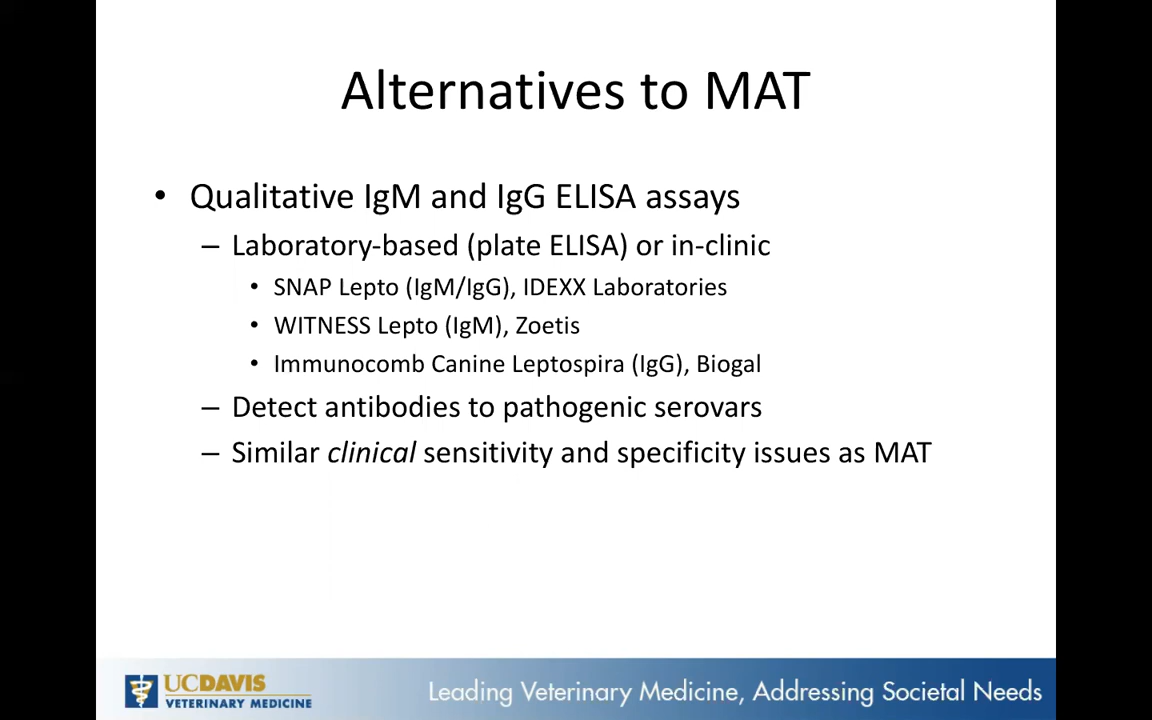 Alternatives to MAT
• Qualitative IgM and IgG ELISA assays
– Laboratory-based (plate ELISA) or in-clinic
• SNAP Lepto (IgM/IgG), IDEXX Laboratories
• WITNESS Lepto (IgM), Zoetis
• Immunocomb Canine Leptospira (IgG), Biogal
– Detect antibodies to pathogenic serovars
– Similar clinical sensitivity and specificity issues as MAT
UCDAVIS
VETERINARY MEDICINE
Leading Veterinary Medicine, Addressing Societal Needs